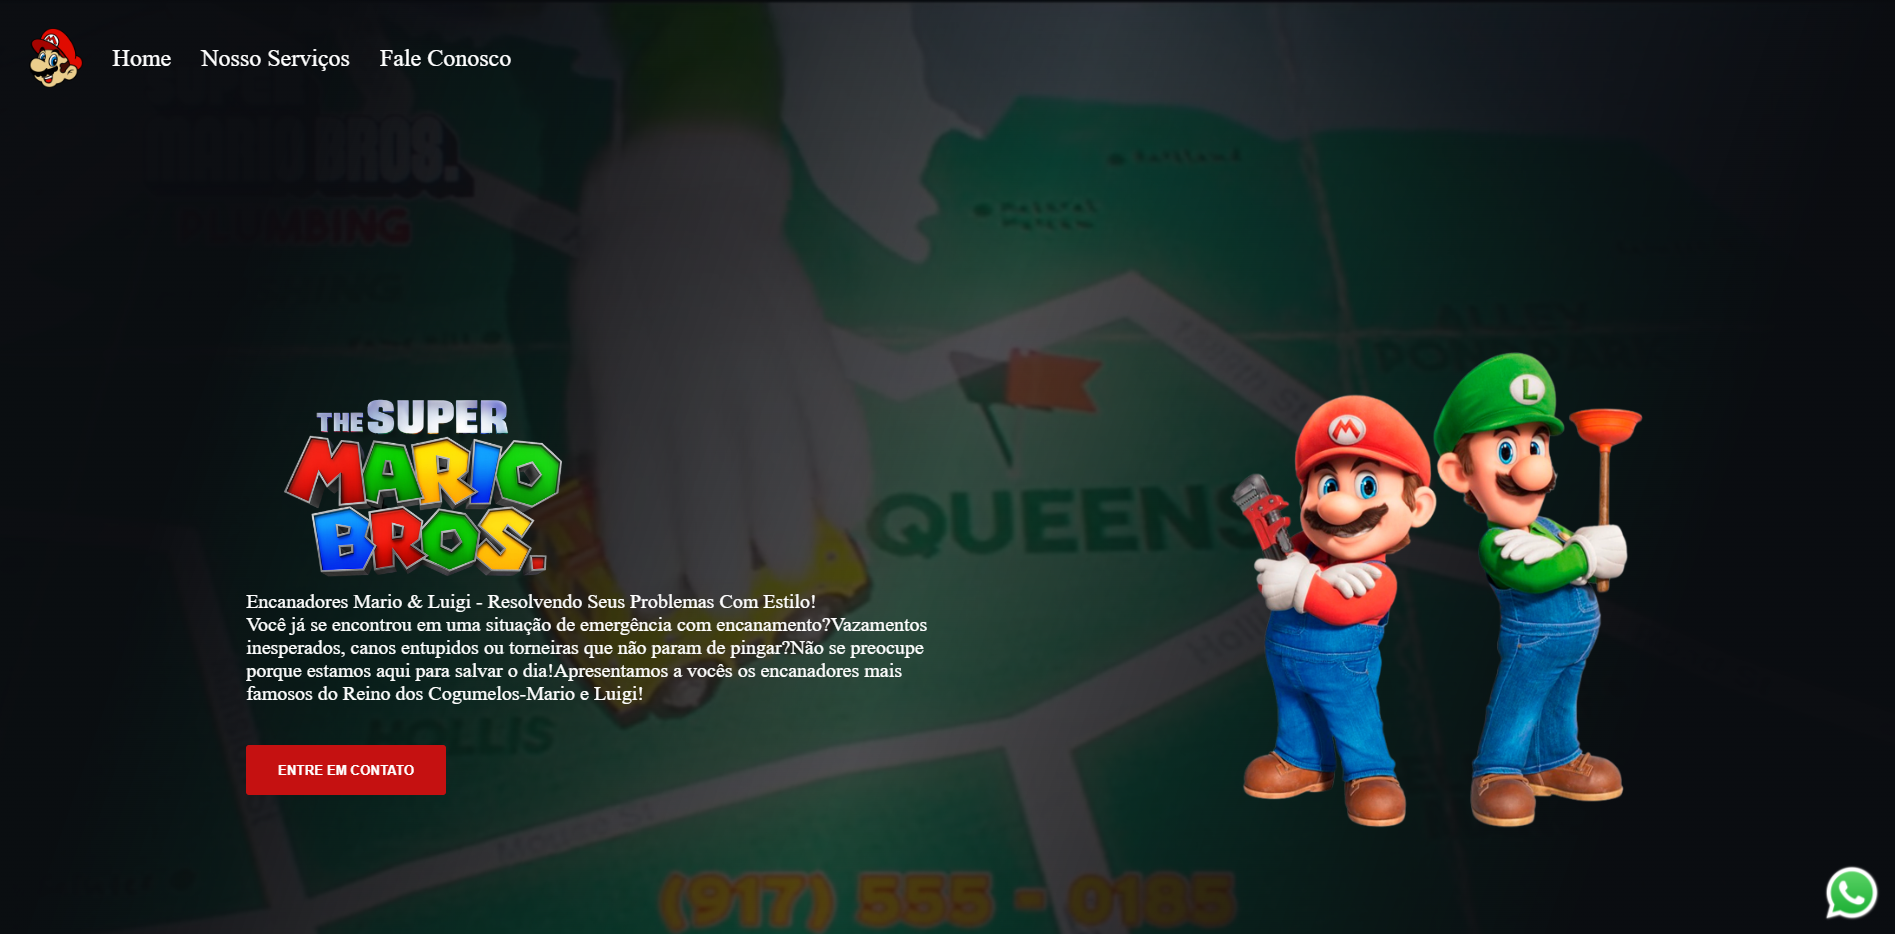 Home Nosso Serviços Fale Conosco
SUPER
MARIO BROS.
PLUMBING
THE SUPER
MARIO
BROS.
QUEENS
Encanadores Mario & Luigi - Resolvendo Seus Problemas Com Estilo!
Você já se encontrou em uma situação de emergência com encanamento?Vazamentos
inesperados, canos entupidos ou torneiras que não param de pingar?Não se preocupe
porque estamos aqui para salvar o dia!Apresentamos a vocês os encanadores mais
famosos do Reino dos Cogumelos-Mario e Luigi!
HOLLIS
ENTRE EM CONTATO
(917) 555 - 0185